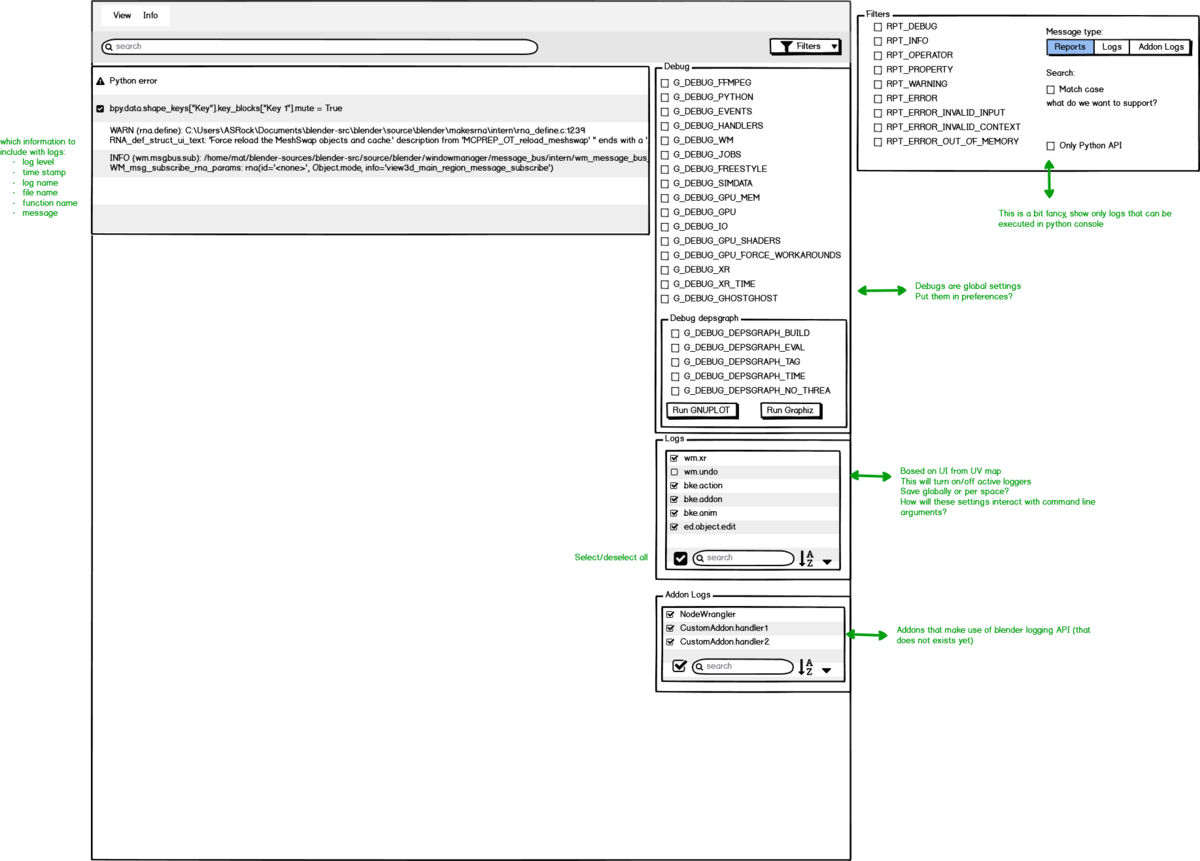 View Info
search
Filters
Python error
bpy.data.shape_keys["Key"].key_blocks["Key 1"].mute = True
WARN (rna.define): C:\Users\ASRock\Documents\blender-src\blender\source\blender\makesrna\intern\rna_define.c:1239
RNA_def_struct_ui_text: 'Force reload the MeshSwap objects and cache.' description from 'MCPREP_OT_reload_meshswap' '' ends with a '
INFO (wm.msgbus.sub): /home/mat/blender-sources/blender-src/source/blender/windowmanager/message_bus/intern/wm_message_bus_
WM_msg_subscribe_rna_params: rna(id='<none>', Object.mode, info='view3d_main_region_message_subscribe')
which information to
include with logs:
- log level
- time stamp
- log name
- file name
- function name
- message
Debug
G_DEBUG_FFMPEG
G_DEBUG_PYTHON
G_DEBUG_EVENTS
G_DEBUG_HANDLERS
G_DEBUG_WM
G_DEBUG_JOBS
G_DEBUG_FREESTYLE
G_DEBUG_SIMDATA
G_DEBUG_GPU_MEM
G_DEBUG_GPU
G_DEBUG_IO
G_DEBUG_GPU_SHADERS
G_DEBUG_GPU_FORCE_WORKAROUNDS
G_DEBUG_XR
G_DEBUG_XR_TIME
G_DEBUG_GHOSTGHOST
Debug depsgraph
G_DEBUG_DEPSGRAPH_BUILD
G_DEBUG_DEPSGRAPH_EVAL
G_DEBUG_DEPSGRAPH_TAG
G_DEBUG_DEPSGRAPH_TIME
G_DEBUG_DEPSGRAPH_NO_THREA
Run GNUPLOT Run Graphiz
Logs
wm.xr
wm.undo
bke.action
bke.addon
bke.anim
ed.object.edit
search A Z
Select/deselect all
Addon Logs
NodeWrangler
CustomAddon.handler1
CustomAddon.handler2
search A Z
Filters
RPT_DEBUG
RPT_INFO
RPT_OPERATOR
RPT_PROPERTY
RPT_WARNING
RPT_ERROR
RPT_ERROR_INVALID_INPUT
RPT_ERROR_INVALID_CONTEXT
RPT_ERROR_OUT_OF_MEMORY
Message type:
Reports Logs Addon Logs
Search:
Match case
what do we want to support?
Only Python API
This is a bit fancy, show only logs that can be
executed in python console
Debugs are global settings
Put them in preferences?
Based on UI from UV map
This will turn on/off active loggers
Save globally or per space?
How will these settings interact with command line
arguments?
Addons that make use of blender logging API (that
does not exists yet)